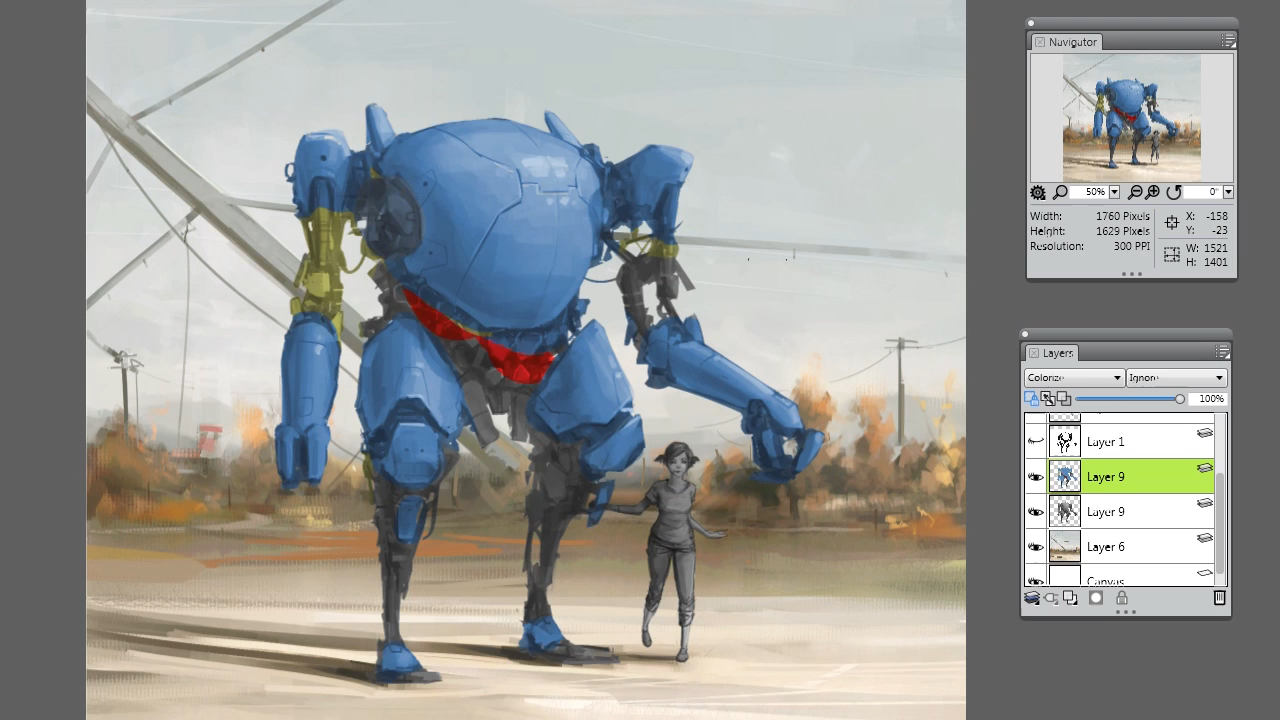 Navigator
50%
0°
Width: 1760 Pixels
Height: 1629 Pixels
Resolution: 300 PPI
X: -158
Y: -23
W: 1521
H: 1401
Layers
Colorize
Ignore
100%
Layer 1
Layer 9
Layer 9
Layer 6
Canvas